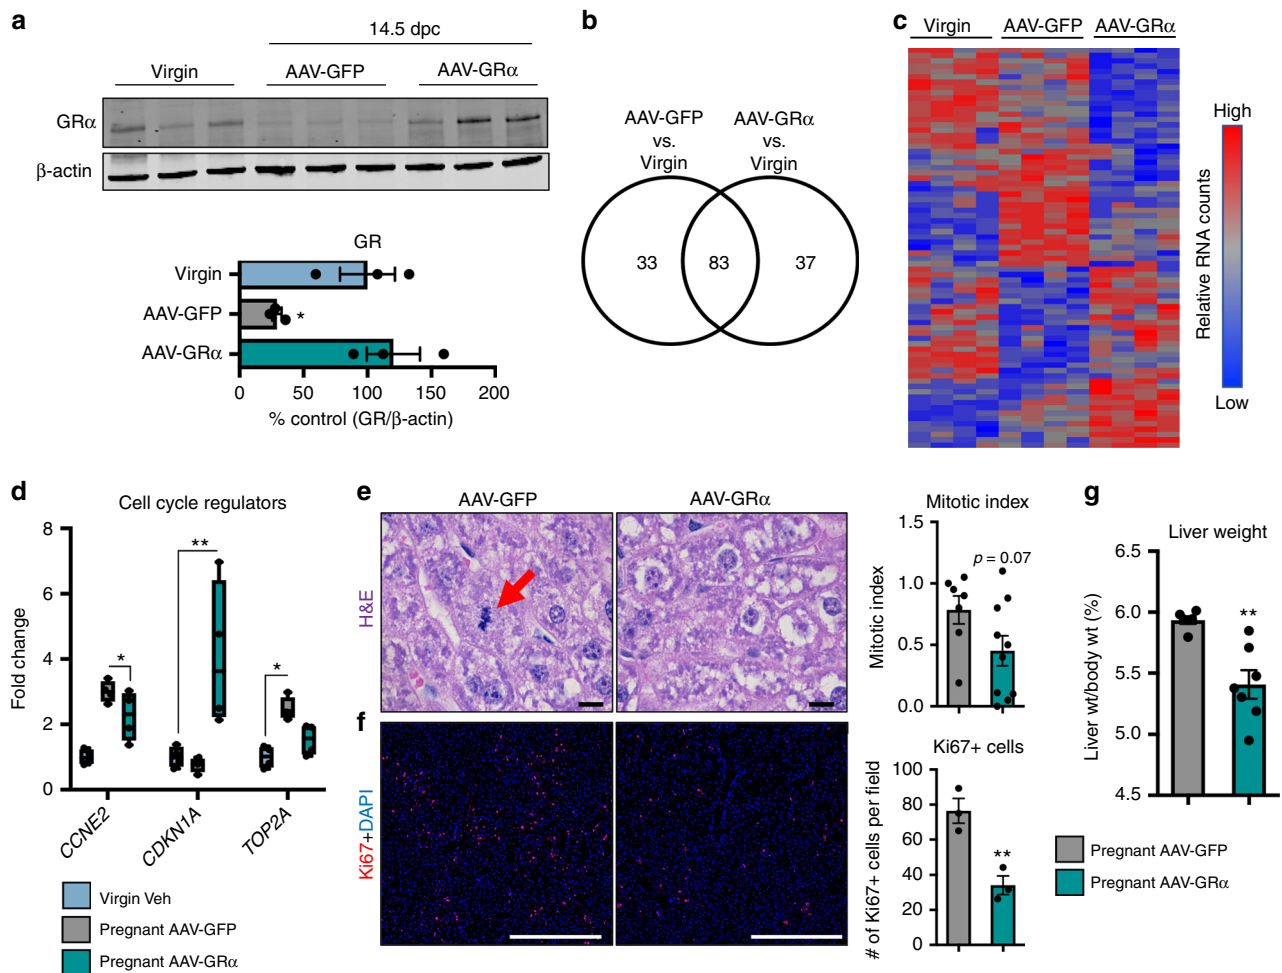 a
14.5 dpc
Virgin
AAV-GFP
AAV-GRα
GRα
β-actin
GR
Virgin
AAV-GFP
AAV-GRα
*
0
50
100
150
200
% control (GR/β-actin)
b
AAV-GFP
vs.
Virgin
AAV-GRα
vs.
Virgin
33
83
37
c
Virgin
AAV-GFP
AAV-GRα
High
Relative RNA counts
Low
d
Cell cycle regulators
Fold change
8
6
4
2
0
*
**
*
CCNE2
CDKN1A
TOP2A
Virgin Veh
Pregnant AAV-GFP
Pregnant AAV-GRα
e
AAV-GFP
AAV-GRα
H&E
Mitotic index
Mitotic index
1.5
1.0
0.5
0.0
p = 0.07
f
Ki67+DAPI
Ki67+ cells
# of Ki67+ cells per field
100
80
60
40
20
0
**
g
Liver weight
Liver wt/body wt (%)
6.5
6.0
5.5
5.0
4.5
**
Pregnant AAV-GFP
Pregnant AAV-GRα